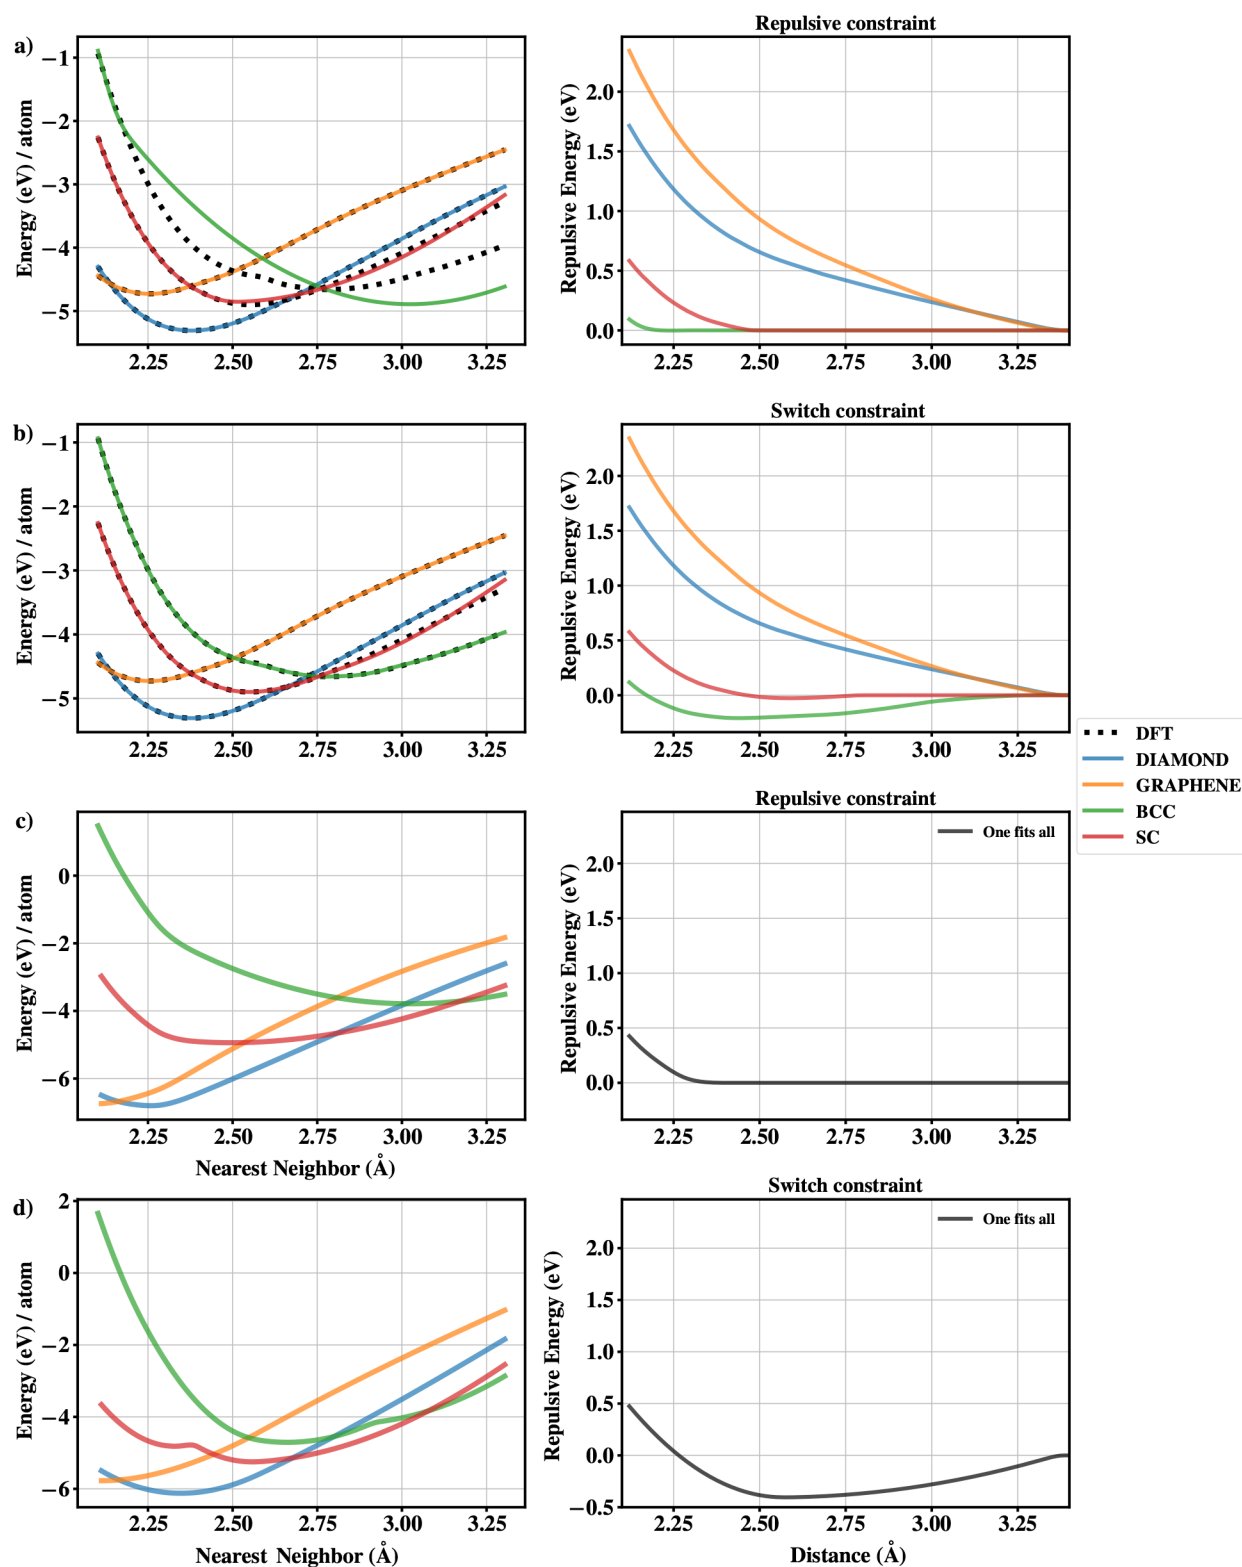 a)
Repulsive constraint
Energy (eV) / atom
−1
−2
−3
−4
−5
2.25 2.50 2.75 3.00 3.25
Repulsive Energy (eV)
2.0
1.5
1.0
0.5
0.0
2.25 2.50 2.75 3.00 3.25
b)
Switch constraint
Energy (eV) / atom
−1
−2
−3
−4
−5
2.25 2.50 2.75 3.00 3.25
Repulsive Energy (eV)
2.0
1.5
1.0
0.5
0.0
2.25 2.50 2.75 3.00 3.25
DFT
DIAMOND
GRAPHENE
BCC
SC
c)
Repulsive constraint
Energy (eV) / atom
0
−2
−4
−6
2.25 2.50 2.75 3.00 3.25
Nearest Neighbor (Å)
One fits all
Repulsive Energy (eV)
2.0
1.5
1.0
0.5
0.0
2.25 2.50 2.75 3.00 3.25
d)
Switch constraint
Energy (eV) / atom
2
0
−2
−4
−6
2.25 2.50 2.75 3.00 3.25
Nearest Neighbor (Å)
One fits all
Repulsive Energy (eV)
2.0
1.5
1.0
0.5
0.0
−0.5
2.25 2.50 2.75 3.00 3.25
Distance (Å)